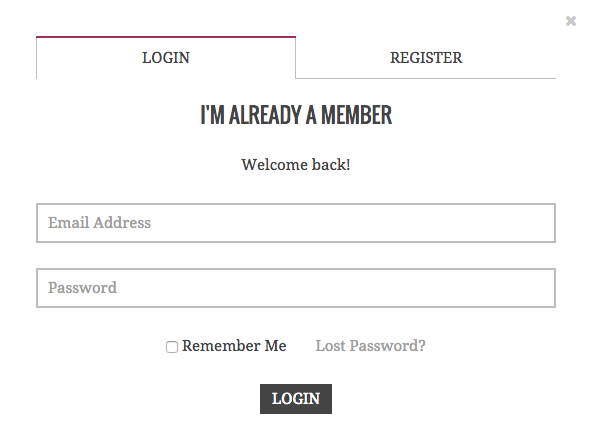 LOGIN REGISTER
I'M ALREADY A MEMBER
Welcome back!
Email Address
Password
Remember Me Lost Password?
LOGIN